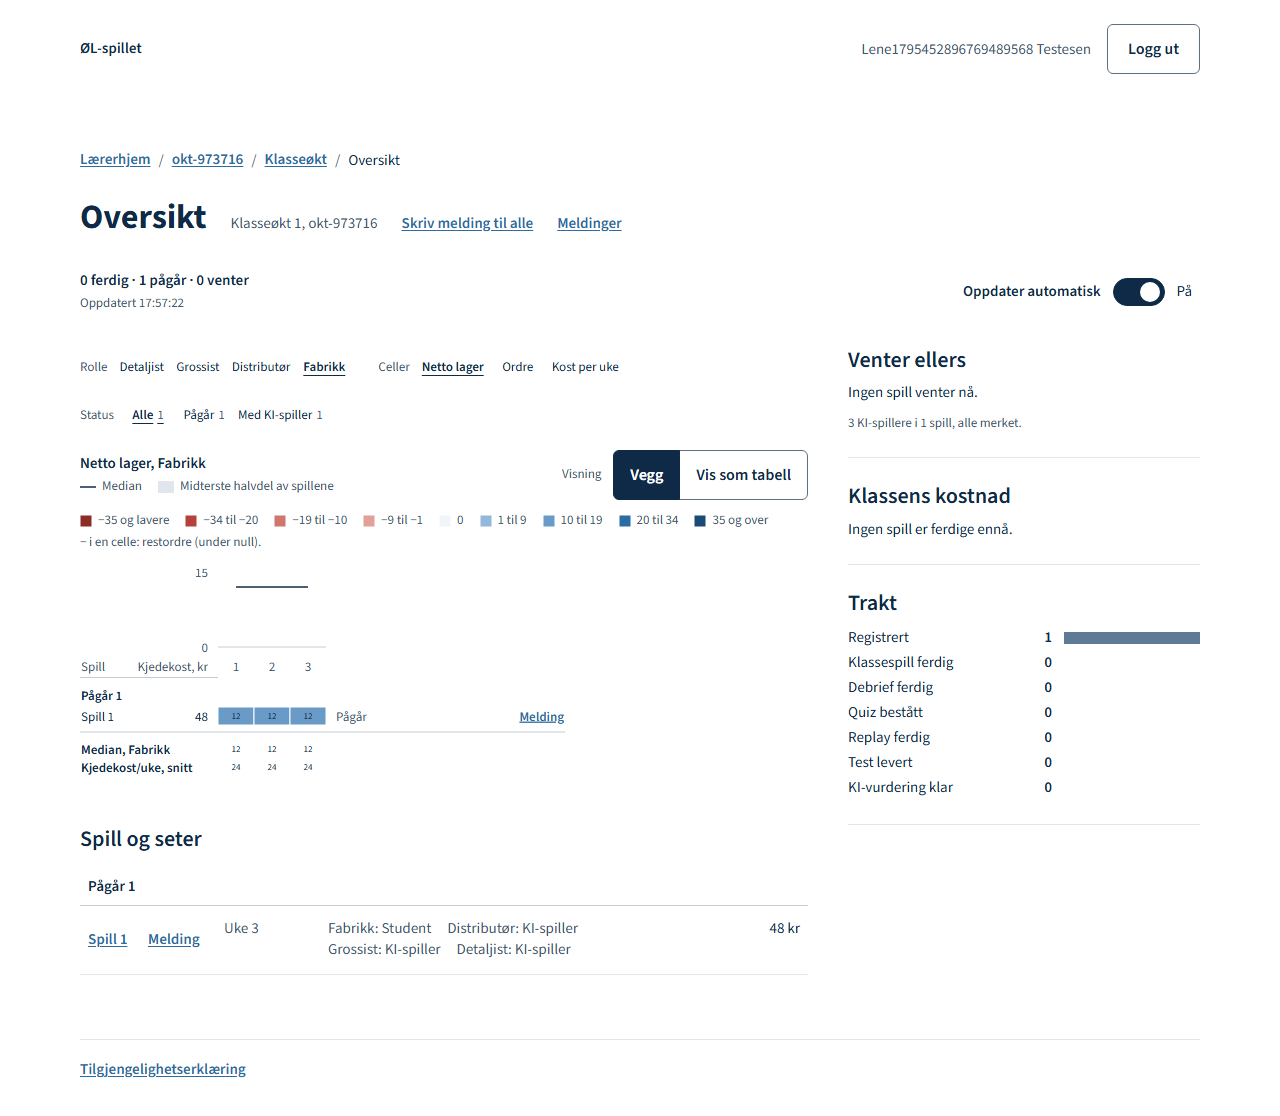 ØL-spillet
Lene1795452896769489568 Testesen
Logg ut
Lærerhjem / okt-973716 / Klasseøkt / Oversikt
Oversikt
Klasseøkt 1, okt-973716
Skriv melding til alle
Meldinger
0 ferdig · 1 pågår · 0 venter
Oppdatert 17:57:22
Oppdater automatisk På
Rolle Detaljist Grossist Distributør Fabrikk Celler Netto lager Ordre Kost per uke
Status Alle 1 Pågår 1 Med KI-spiller 1
Netto lager, Fabrikk
Median Midterste halvdel av spillene
Visning Vegg Vis som tabell
−35 og lavere −34 til −20 −19 til −10 −9 til −1 0 1 til 9 10 til 19 20 til 34 35 og over
− i en celle: restordre (under null).
15
0
Spill Kjedekost, kr 1 2 3
Pågår 1
Spill 1 48 12 12 12 Pågår Melding
Median, Fabrikk 12 12 12
Kjedekost/uke, snitt 24 24 24
Venter ellers
Ingen spill venter nå.
3 KI-spillere i 1 spill, alle merket.
Klassens kostnad
Ingen spill er ferdige ennå.
Trakt
Registrert 1
Klassespill ferdig 0
Debrief ferdig 0
Quiz bestått 0
Replay ferdig 0
Test levert 0
KI-vurdering klar 0
Spill og seter
Pågår 1
Spill 1 Melding Uke 3 Fabrikk: Student Distributør: KI-spiller 48 kr
Grossist: KI-spiller Detaljist: KI-spiller
Tilgjengelighetserklæring